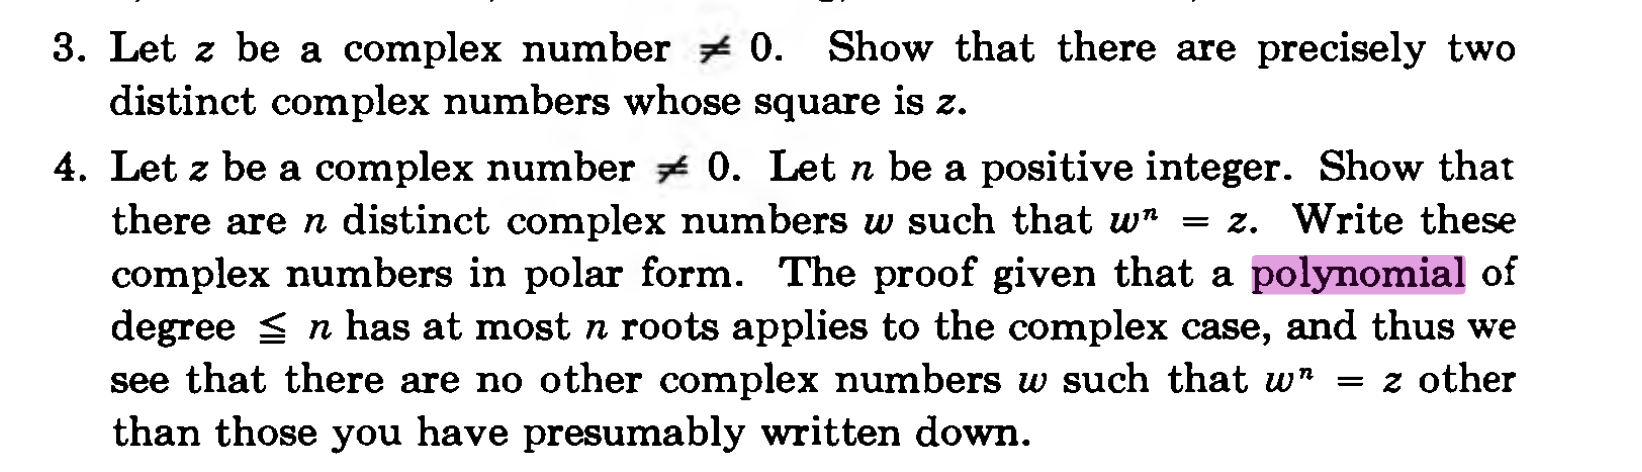 3. Let z be a complex number ≠ 0. Show that there are precisely two
distinct complex numbers whose square is z.
4. Let z be a complex number ≠ 0. Let n be a positive integer. Show that
there are n distinct complex numbers w such that wⁿ = z. Write these
complex numbers in polar form. The proof given that a polynomial of
degree ≦ n has at most n roots applies to the complex case, and thus we
see that there are no other complex numbers w such that wⁿ = z other
than those you have presumably written down.